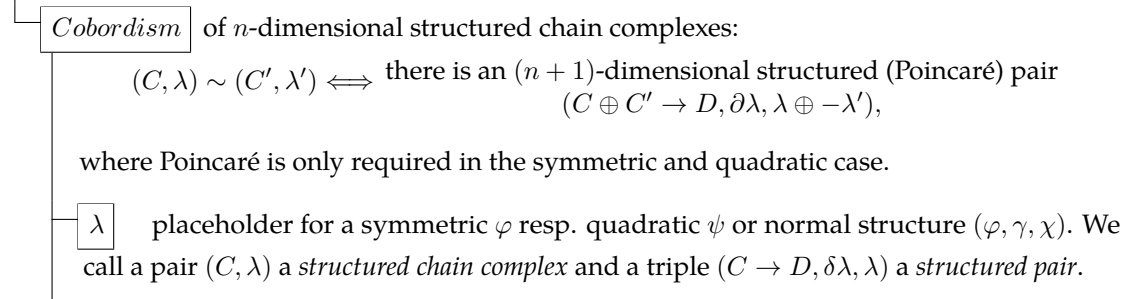 Cobordism of n-dimensional structured chain complexes:
(C, λ) ∼ (C′, λ′) ⟺ there is an (n + 1)-dimensional structured (Poincaré) pair
(C ⊕ C′ → D, ∂λ, λ ⊕ −λ′),
where Poincaré is only required in the symmetric and quadratic case.
λ placeholder for a symmetric φ resp. quadratic ψ or normal structure (φ, γ, χ). We
call a pair (C, λ) a structured chain complex and a triple (C → D, δλ, λ) a structured pair.